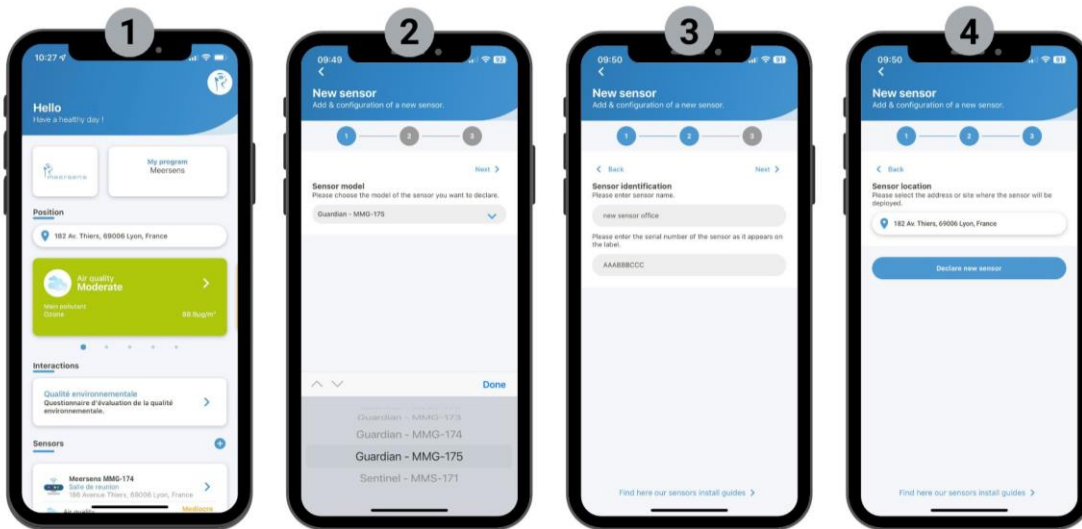 1
10:27
Hello
Have a healthy day !
meersens
My program
Meersens
Position
182 Av. Thiers, 69006 Lyon, France
Air quality
Moderate
Main pollutant
Ozone
Interactions
Qualité environnementale
Questionnaire d'évaluation de la qualité
environnementale.
Sensors
Meersens MMG-174
Salle de reunion
186 Avenue Thiers, 69006 Lyon, France
Air quality
Mediocre
2
09:49
New sensor
Add & configuration of a new sensor.
1
2
3
Next
Sensor model
Please choose the model of the sensor you want to declare.
Guardian - MMG-175
Done
Guardian - MMG-173
Guardian - MMG-174
Guardian - MMG-175
Sentinel - MMS-171
3
09:50
91
New sensor
Add & configuration of a new sensor.
1
2
3
Back
Next
Sensor identification
Please enter sensor name.
new sensor office
Please enter the serial number of the sensor as it appears on
the label.
AAABBBCCC
Find here our sensors install guides
4
09:50
91
New sensor
Add & configuration of a new sensor.
1
2
3
Back
Sensor location
Please select the address or site where the sensor will be
deployed.
182 Av. Thiers, 69006 Lyon, France
Declare new sensor
Find here our sensors install guides